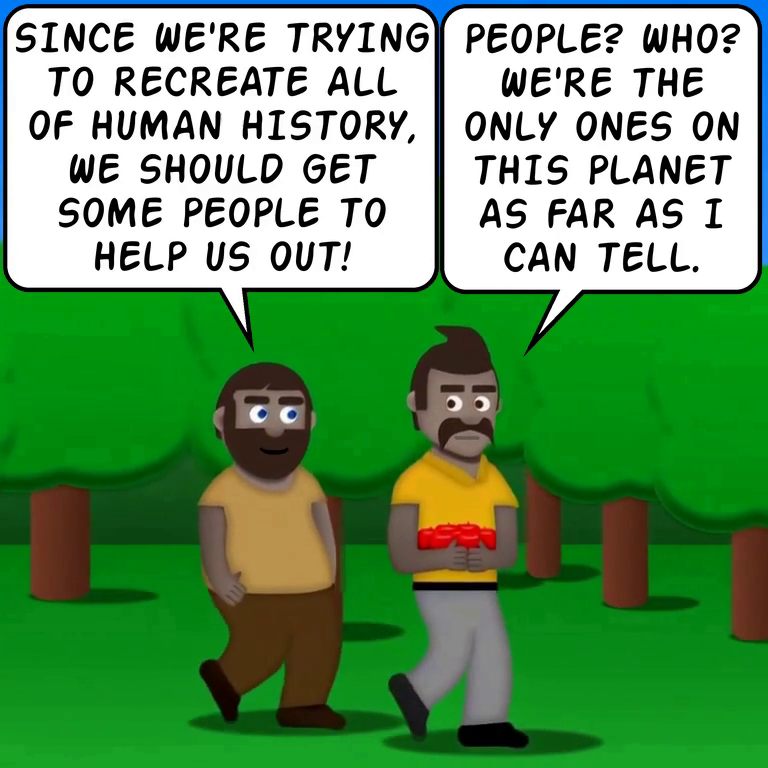 SINCE WE'RE TRYING
TO RECREATE ALL
OF HUMAN HISTORY,
WE SHOULD GET
SOME PEOPLE TO
HELP US OUT!
PEOPLE? WHO?
WE'RE THE
ONLY ONES ON
THIS PLANET
AS FAR AS I
CAN TELL.